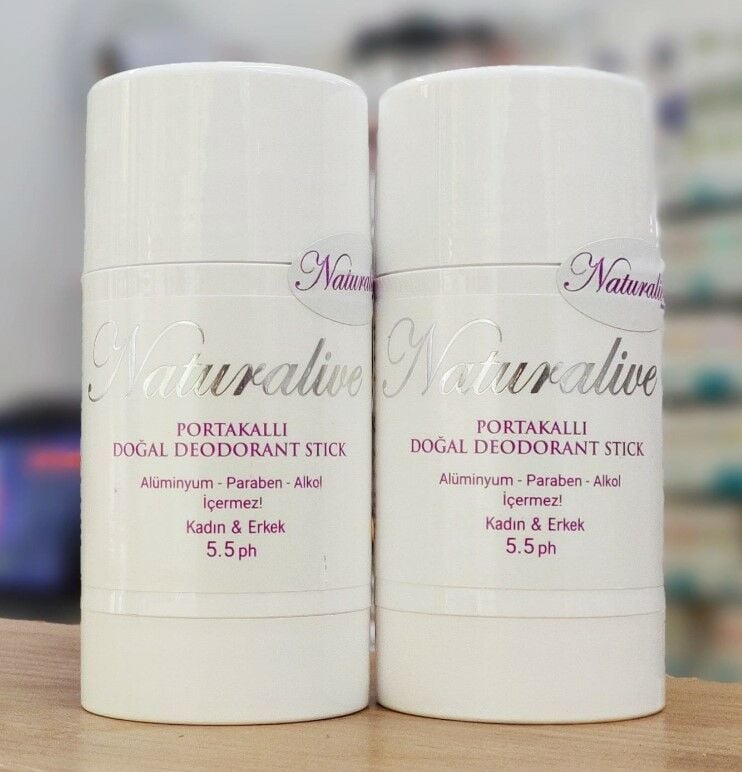 Naturalive
Naturalive
PORTAKALLI
DOĞAL DEODORANT STICK
Alüminyum - Paraben - Alkol
İçermez!
Kadın & Erkek
5.5 ph
Naturalive
PORTAKALLI
DOĞAL DEODORANT STICK
Alüminyum - Paraben - Alkol
İçermez!
Kadın & Erkek
5.5 ph